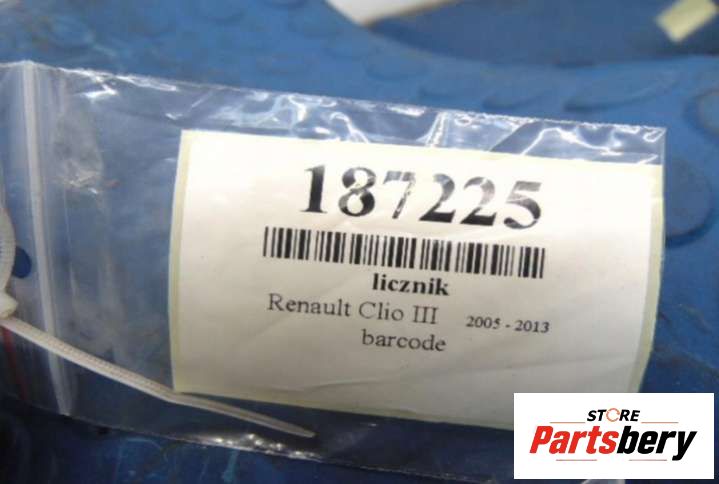 187225
licznik
Renault Clio III 2005 - 2013
barcode
STORE
Partsbery